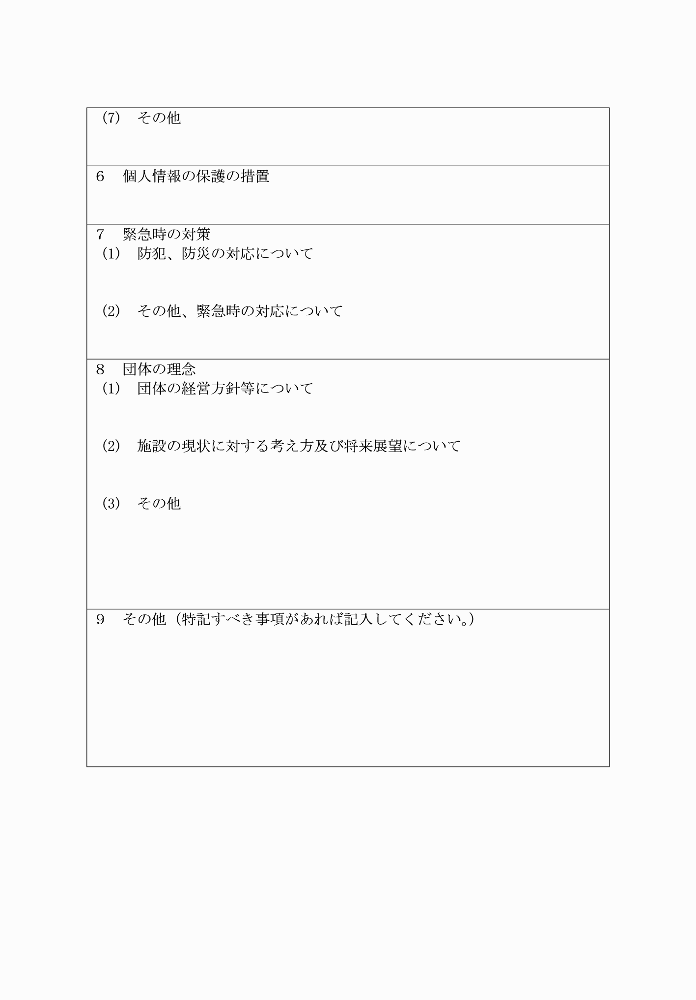 (7)　その他
６　個人情報の保護の措置
７　緊急時の対策
(1)　防犯、防災の対応について
(2)　その他、緊急時の対応について
８　団体の理念
(1)　団体の経営方針等について
(2)　施設の現状に対する考え方及び将来展望について
(3)　その他
９　その他（特記すべき事項があれば記入してください。）